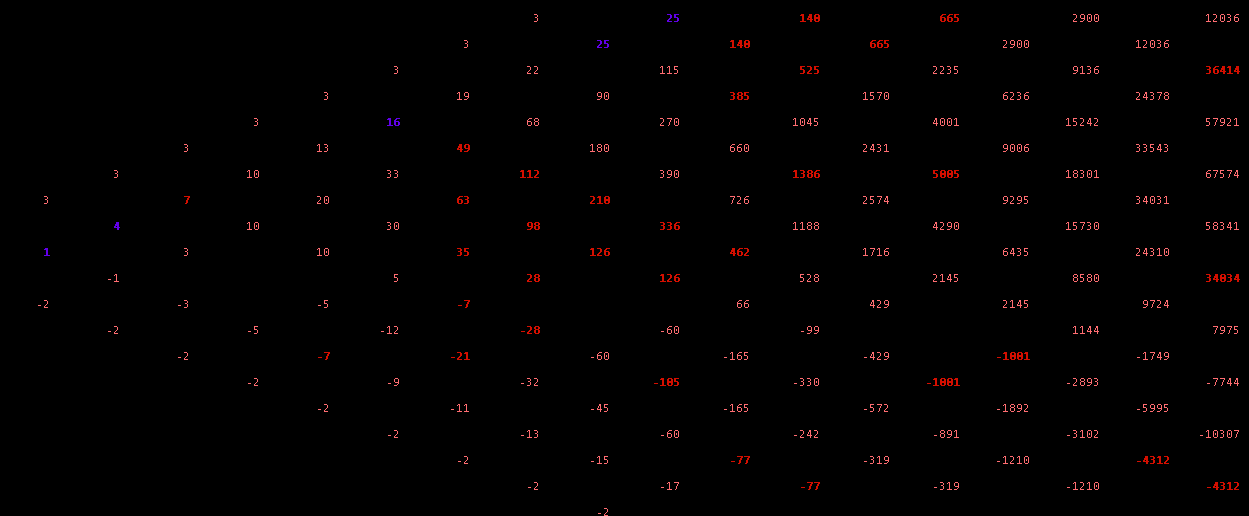 3 25 140 665 2900 12036
3 25 140 665 2900 12036
3 22 115 525 2235 9136 36414
3 19 90 385 1570 6236 24378
3 16 68 270 1045 4001 15242 57921
3 13 49 180 660 2431 9006 33543
3 10 33 112 390 1386 5005 18301 67574
3 7 20 63 210 726 2574 9295 34031
4 10 30 98 336 1188 4290 15730 58341
1 3 10 35 126 462 1716 6435 24310
-1 5 28 126 528 2145 8580 34034
-2 -3 -5 -7 66 429 2145 9724
-2 -5 -12 -28 -60 -99 1144 7975
-2 -7 -21 -60 -165 -429 -1001 -1749
-2 -9 -32 -105 -330 -1001 -2893 -7744
-2 -11 -45 -165 -572 -1892 -5995
-2 -13 -60 -242 -891 -3102 -10307
-2 -15 -77 -319 -1210 -4312
-2 -17 -77 -319 -1210 -4312
-2